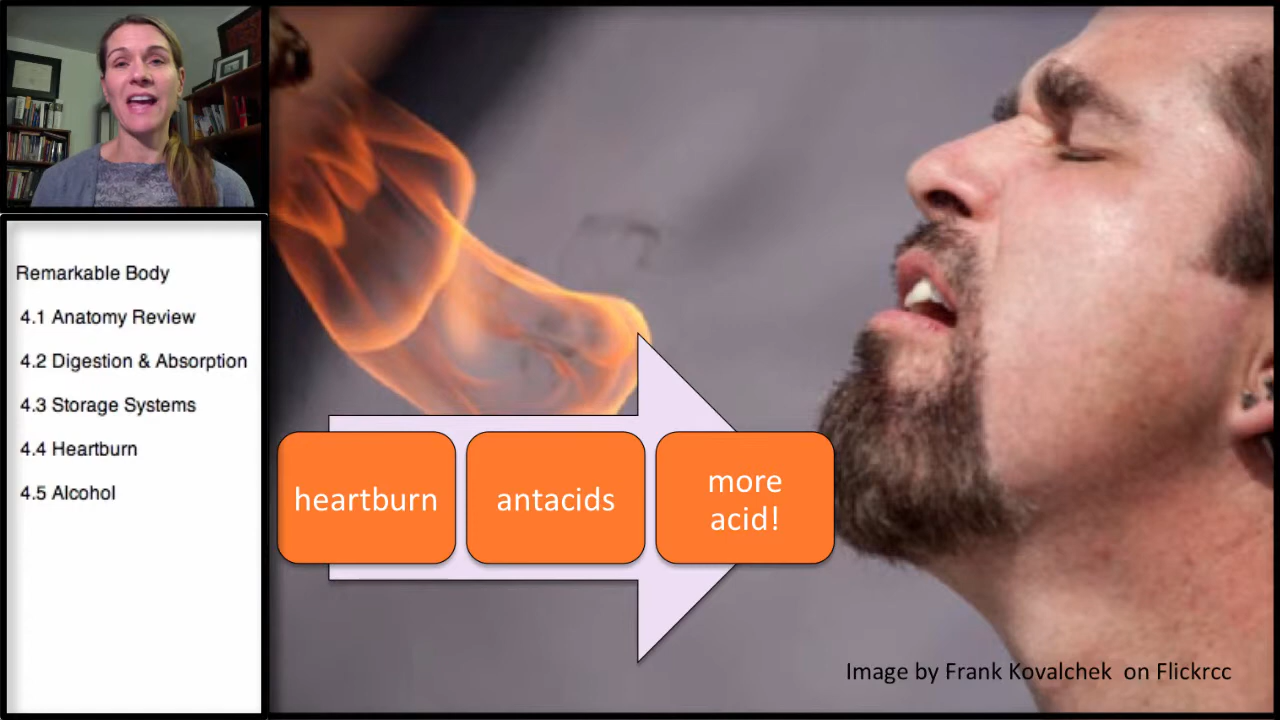 Remarkable Body
4.1 Anatomy Review
4.2 Digestion & Absorption
4.3 Storage Systems
4.4 Heartburn
4.5 Alcohol
heartburn
antacids
more
acid!
Image by Frank Kovalchek on Flickrcc